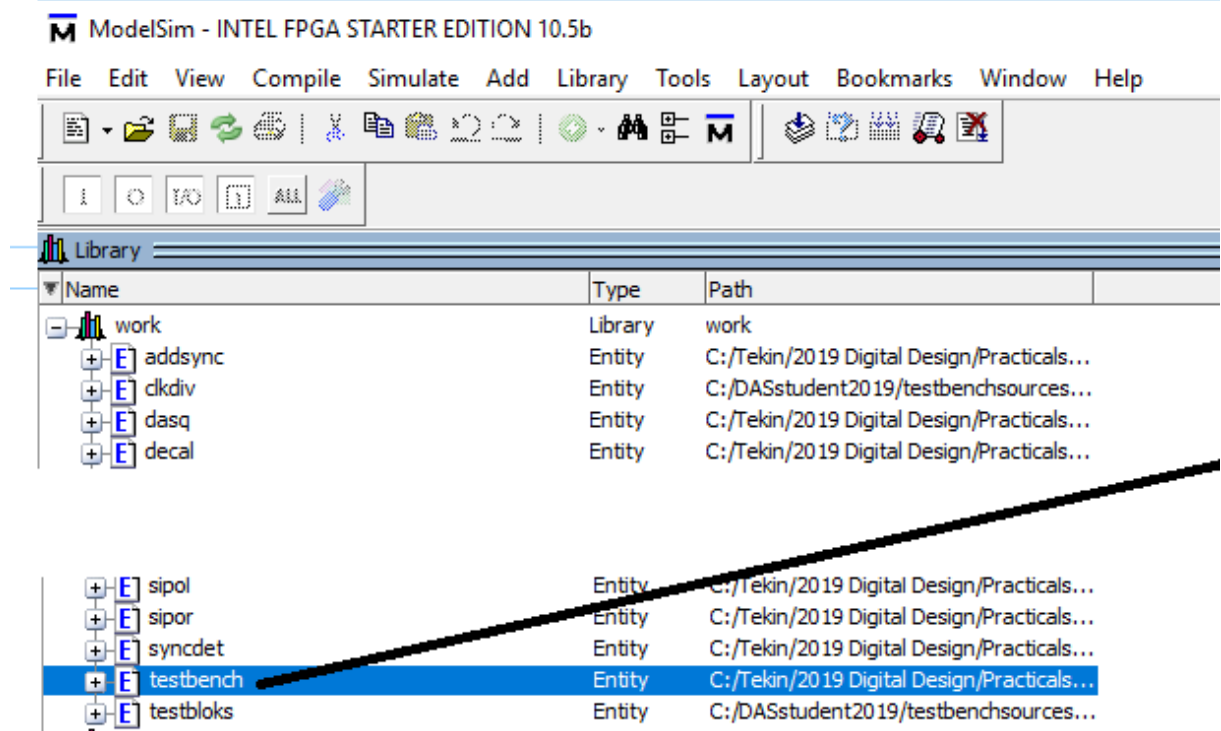 ModelSim - INTEL FPGA STARTER EDITION 10.5b
File Edit View Compile Simulate Add Library Tools Layout Bookmarks Window Help
ALL
Library
Name Type Path
work Library work
addsync Entity C:/Tekin/2019 Digital Design/Practicals...
clkdiv Entity C:/DASstudent2019/testbenchsources...
dasq Entity C:/Tekin/2019 Digital Design/Practicals...
decal Entity C:/Tekin/2019 Digital Design/Practicals...
sipol Entity C:/Tekin/2019 Digital Design/Practicals...
sipor Entity C:/Tekin/2019 Digital Design/Practicals...
syncdet Entity C:/Tekin/2019 Digital Design/Practicals...
testbench Entity C:/Tekin/2019 Digital Design/Practicals...
testbloks Entity C:/DASstudent2019/testbenchsources...